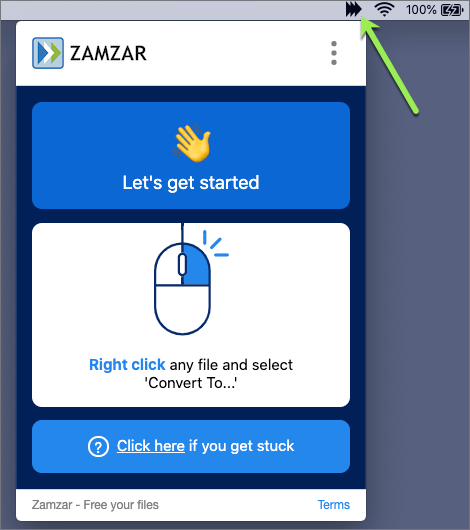 100%
ZAMZAR
Let's get started
Right click any file and select
'Convert To...'
? Click here if you get stuck
Zamzar - Free your files Terms